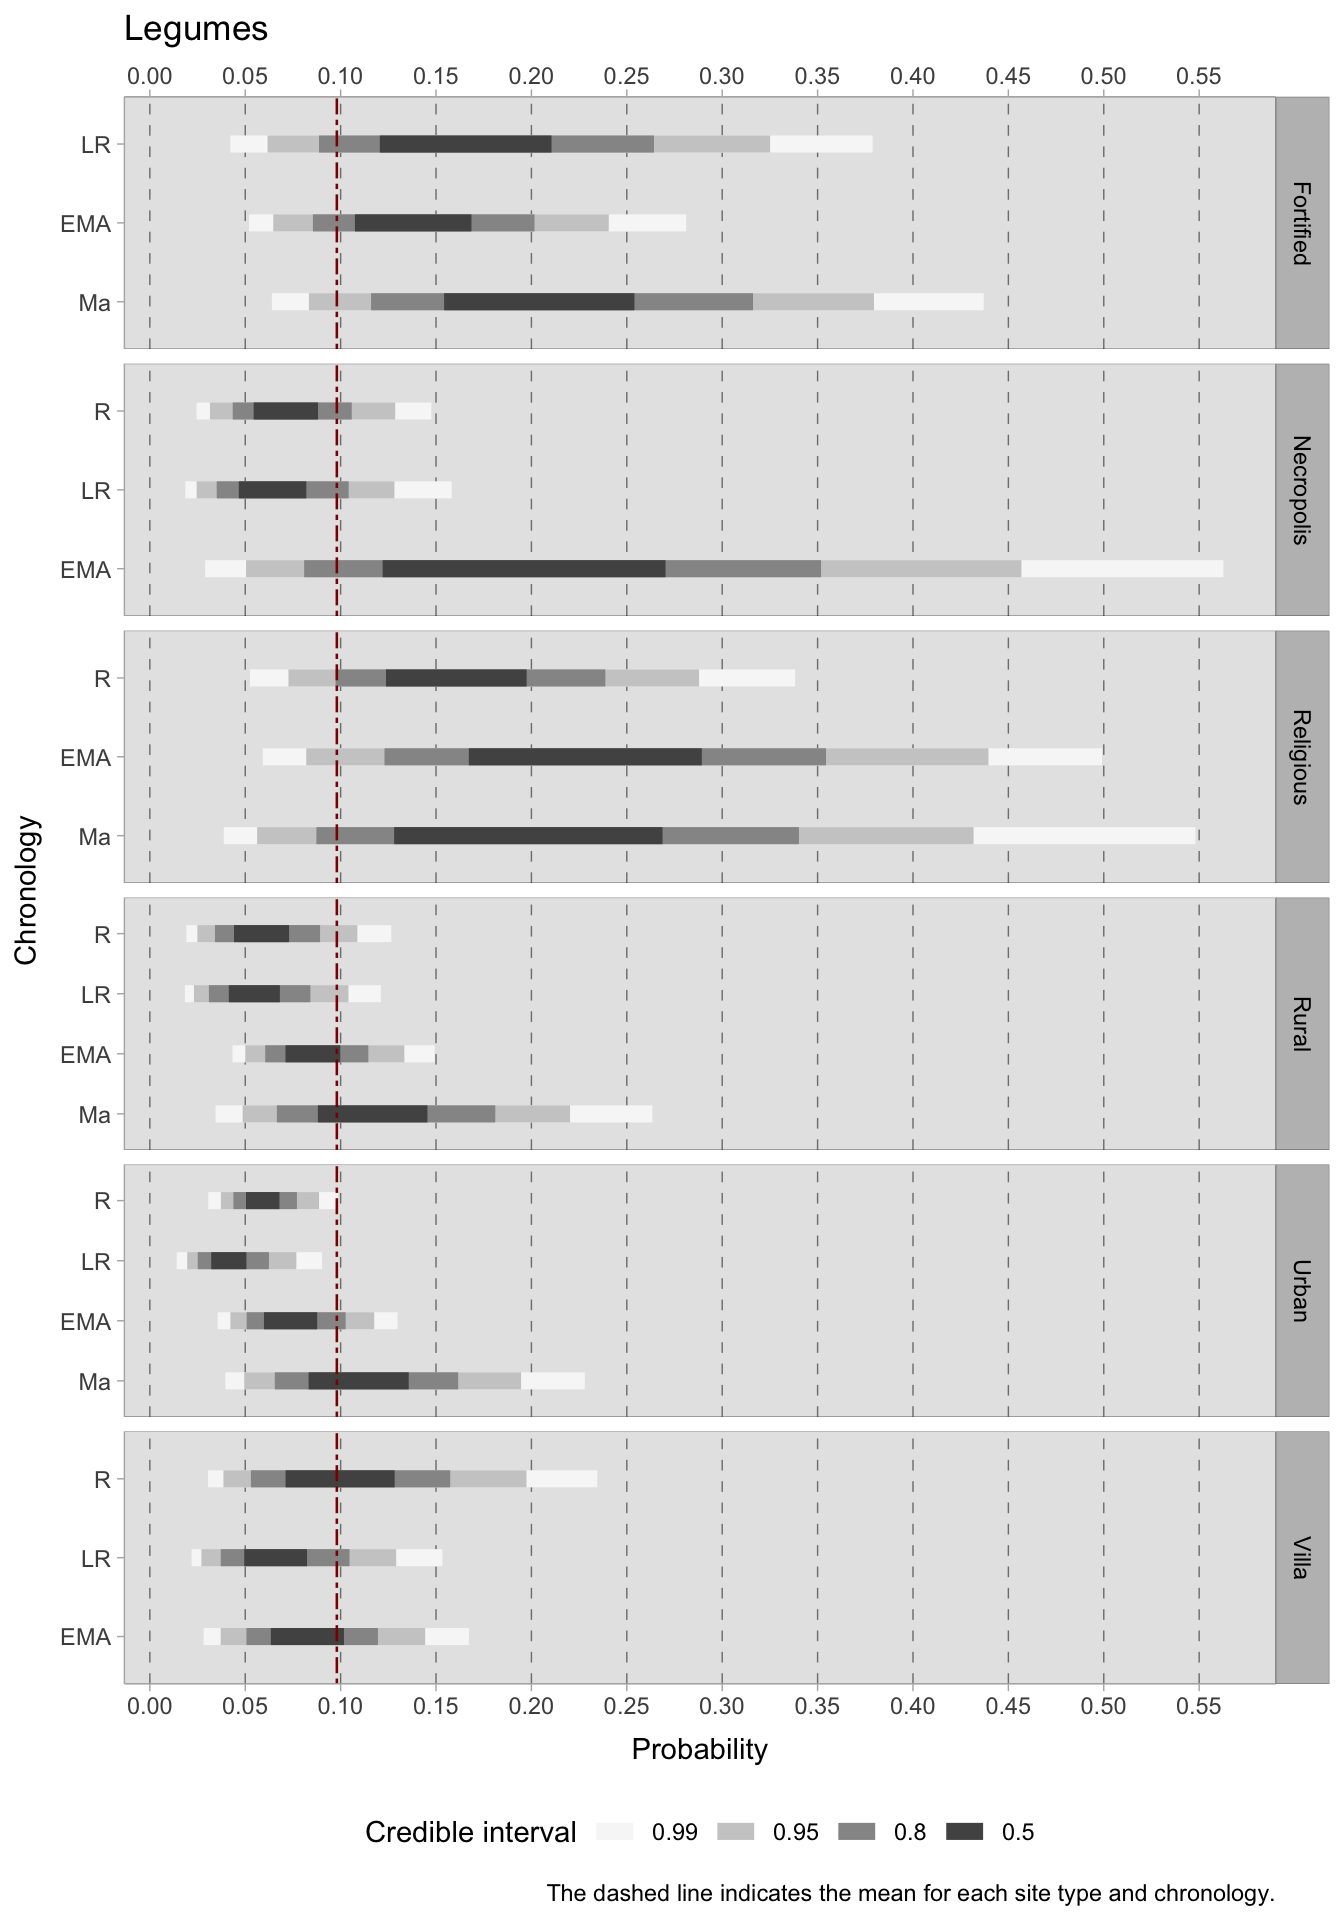 Legumes
0.00 0.05 0.10 0.15 0.20 0.25 0.30 0.35 0.40 0.45 0.50 0.55
LR
EMA
Ma
Fortified
R
LR
EMA
Necropolis
R
EMA
Ma
Religious
Chronology
R
LR
EMA
Ma
Rural
R
LR
EMA
Ma
Urban
R
LR
EMA
Villa
0.00 0.05 0.10 0.15 0.20 0.25 0.30 0.35 0.40 0.45 0.50 0.55
Probability
Credible interval 0.99 0.95 0.8 0.5
The dashed line indicates the mean for each site type and chronology.